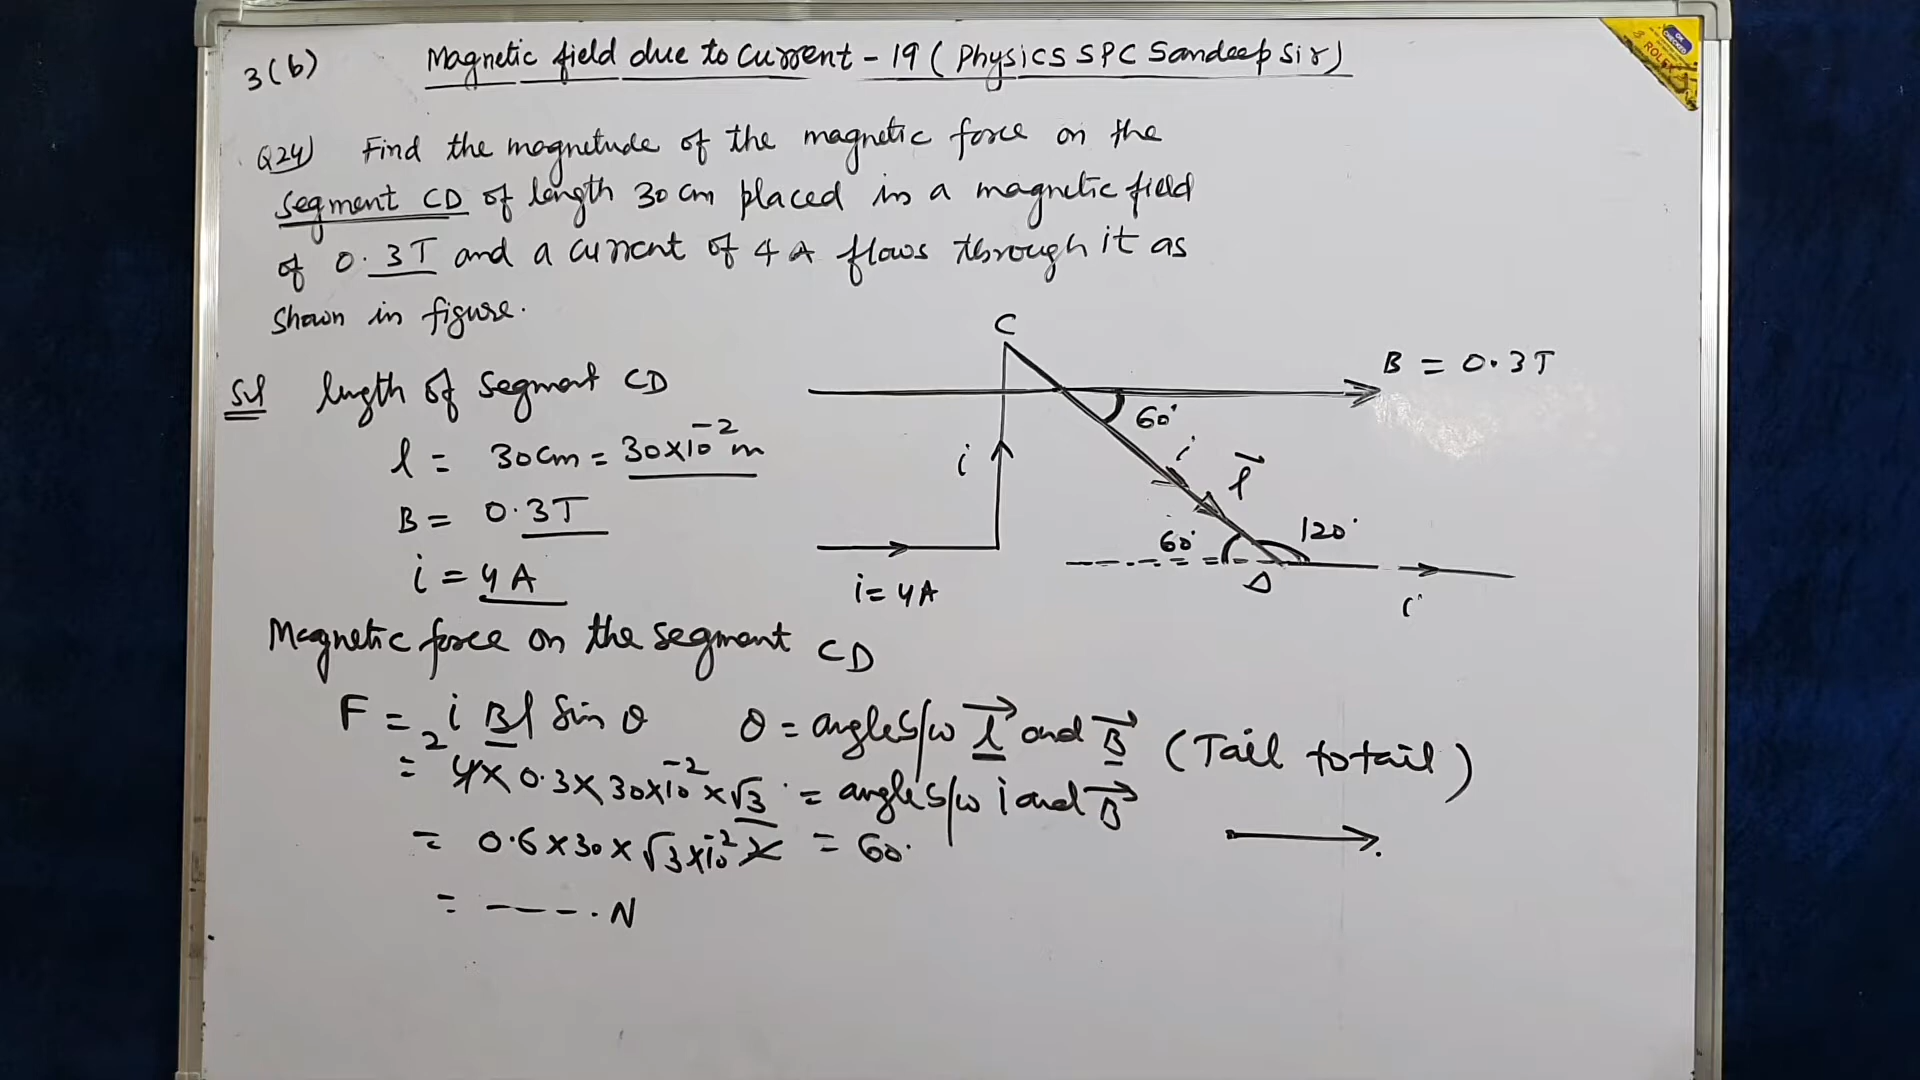 3(b)
Magnetic field due to Current - 19 (Physics SPC Sandeep Sir)
Q24) Find the magnetude of the magnetic force on the
segment CD of length 30 cm placed in a magnetic field
of 0.3T and a current of 4 A flows through it as
shown in figure.
C
B = 0.3T
60°
i
i
l⃗
60°
120°
D
i = 4A
i
Sol length of segment CD
l = 30cm = 30×10⁻² m
B = 0.3T
i = 4A
Magnetic force on the segment CD
F = i Bl Sin θ θ = angle b/w l⃗ and B⃗ (Tail to tail)
= 4× 0.3× 30×10⁻² × √3 = angle b/w i and B⃗
2
= 0.6 × 30 × √3 ×10⁻² = 60°
= ----. N
OK
CHECKED